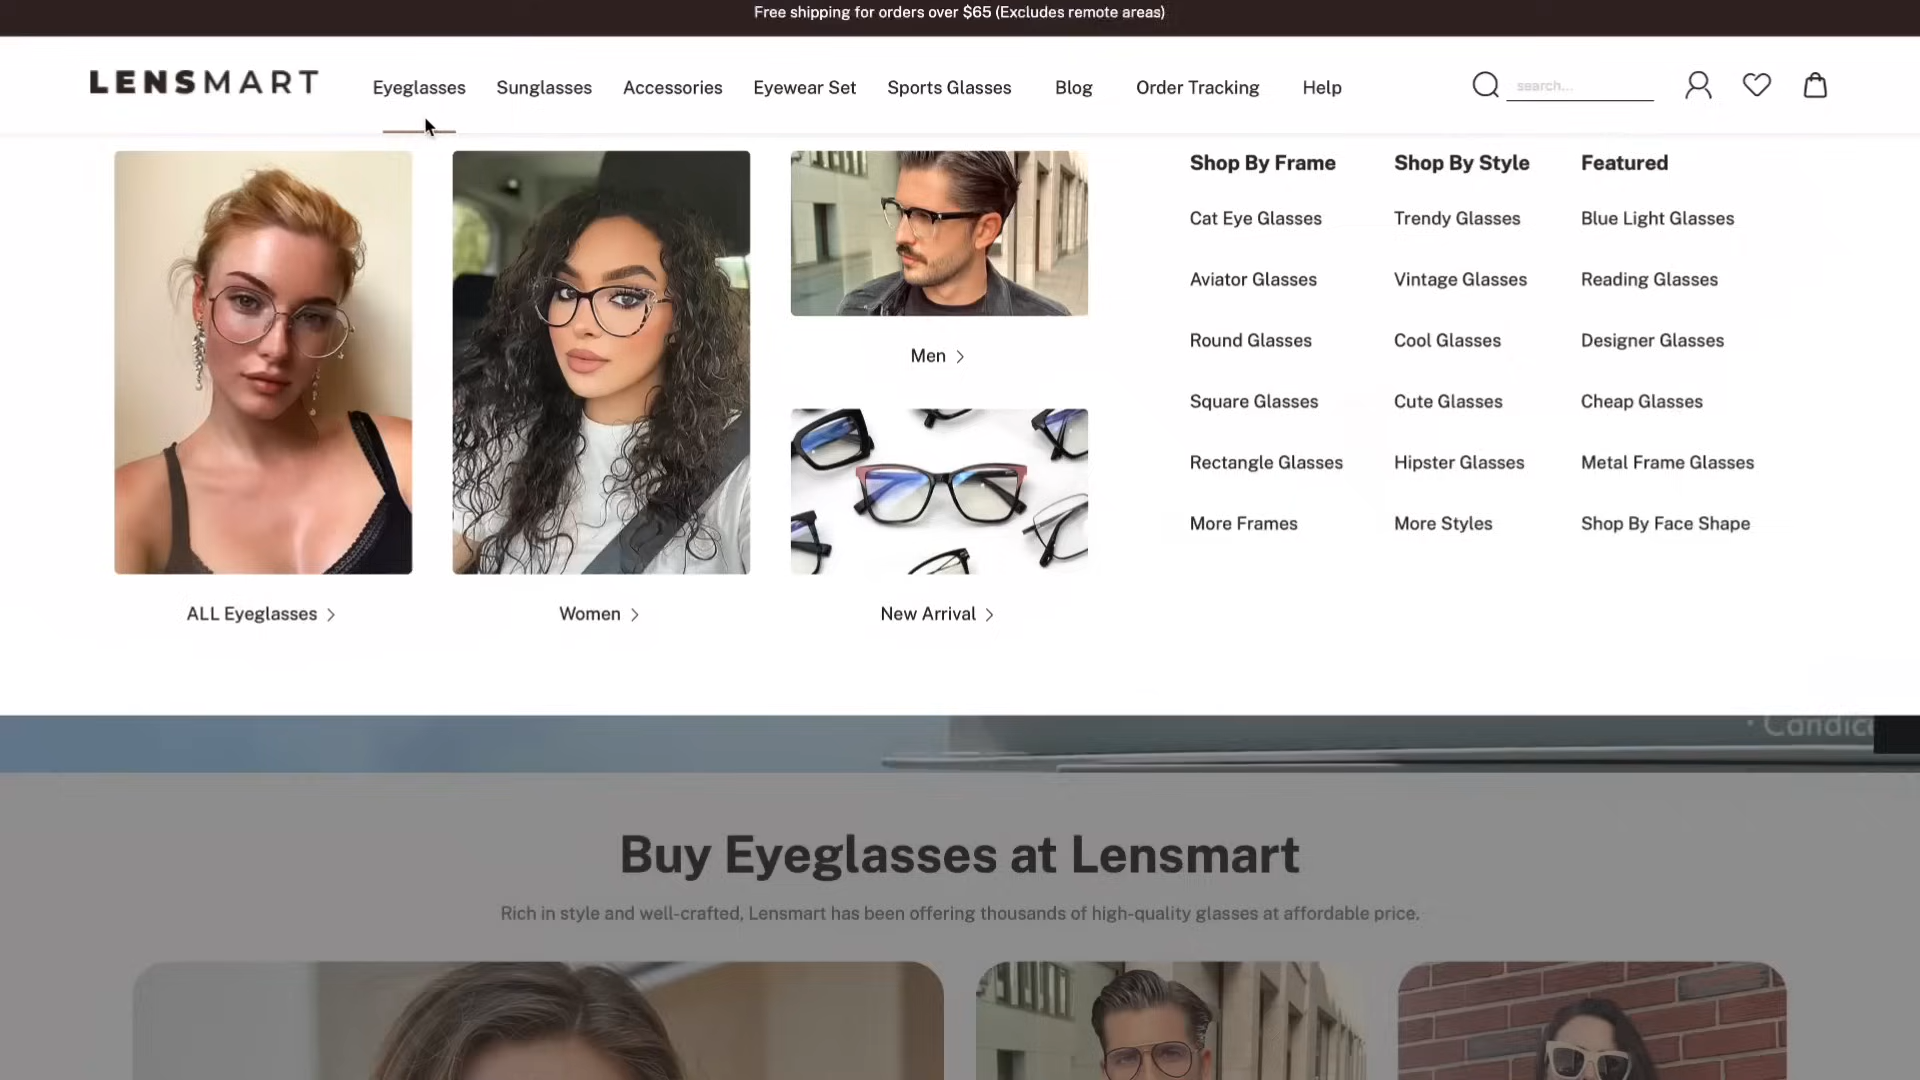 Free shipping for orders over $65 (Excludes remote areas)
LENSMART
Eyeglasses
Sunglasses
Accessories
Eyewear Set
Sports Glasses
Blog
Order Tracking
Help
search...
ALL Eyeglasses
Women
Men
New Arrival
Shop By Frame
Cat Eye Glasses
Aviator Glasses
Round Glasses
Square Glasses
Rectangle Glasses
More Frames
Shop By Style
Trendy Glasses
Vintage Glasses
Cool Glasses
Cute Glasses
Hipster Glasses
More Styles
Featured
Blue Light Glasses
Reading Glasses
Designer Glasses
Cheap Glasses
Metal Frame Glasses
Shop By Face Shape
Buy Eyeglasses at Lensmart
Rich in style and well-crafted, Lensmart has been offering thousands of high-quality glasses at affordable price.